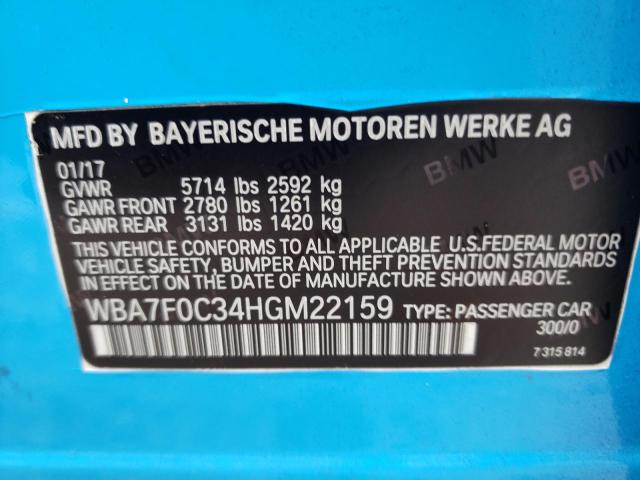 MFD BY BAYERISCHE MOTOREN WERKE AG
01/17
GVWR 5714 lbs 2592 kg
GAWR FRONT 2780 lbs 1261 kg
GAWR REAR 3131 lbs 1420 kg
THIS VEHICLE CONFORMS TO ALL APPLICABLE U.S.FEDERAL MOTOR
VEHICLE SAFETY, BUMPER, AND THEFT PREVENTION STANDARDS
IN EFFECT ON THE DATE OF MANUFACTURE SHOWN ABOVE.
WBA7F0C34HGM22159 TYPE: PASSENGER CAR
300/0
7 315 814
BMW
BMW
BMW